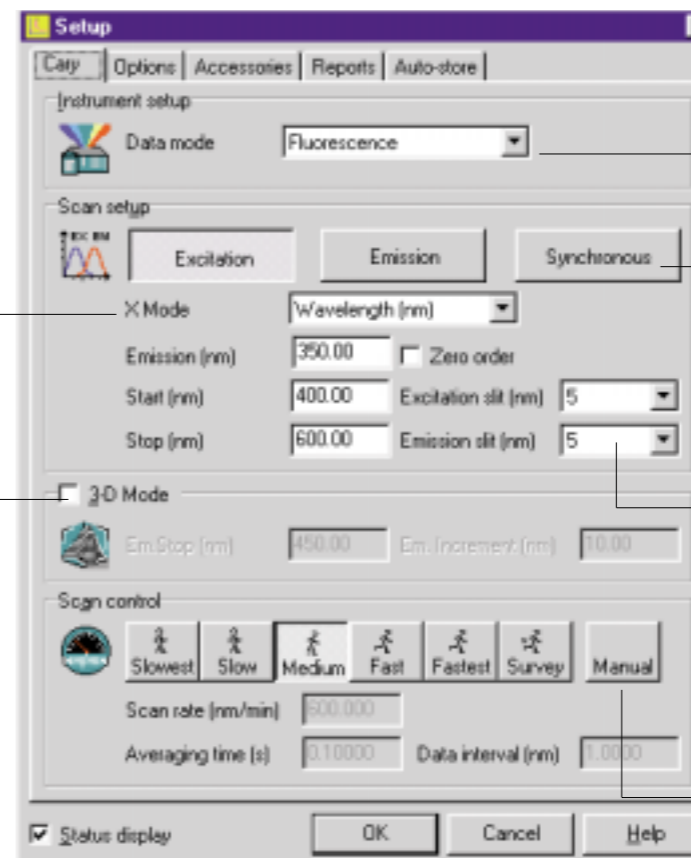 Setup
Cary Options Accessories Reports Auto-store
Instrument setup
Data mode Fluorescence
Scan setup
EX EM
Excitation Emission Synchronous
X Mode Wavelength (nm)
Emission (nm) 350.00 Zero order
Start (nm) 400.00 Excitation slit (nm) 5
Stop (nm) 600.00 Emission slit (nm) 5
3-D Mode
Em.Stop (nm) 450.00 Em. Increment (nm) 10.00
Scan control
Slowest Slow Medium Fast Fastest Survey Manual
Scan rate (nm/min) 600.000
Averaging time (s) 0.10000 Data interval (nm) 1.0000
Status display OK Cancel Help